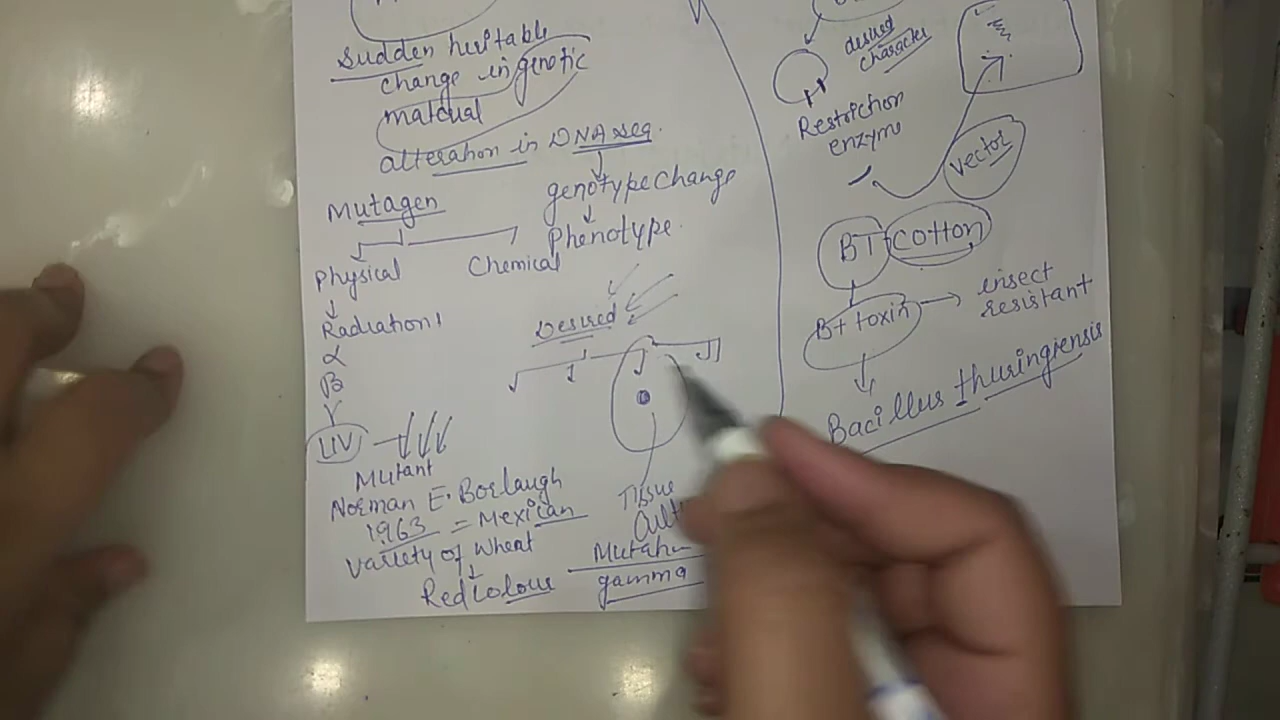 Sudden heritable
change in genetic
material
alteration in DNA seq.
genotype change
Phenotype
Mutagen
Physical
Chemical
Radiation
α
β
γ
UV
Mutant
Desired
Norman E. Borlaugh
1963 = Mexican
variety of wheat
Red colour
Tissue
Mutation
gamma
desired
character
Restriction
enzyme
vector
BT cotton
Bt toxin → insect
resistant
Bacillus thuringiensis